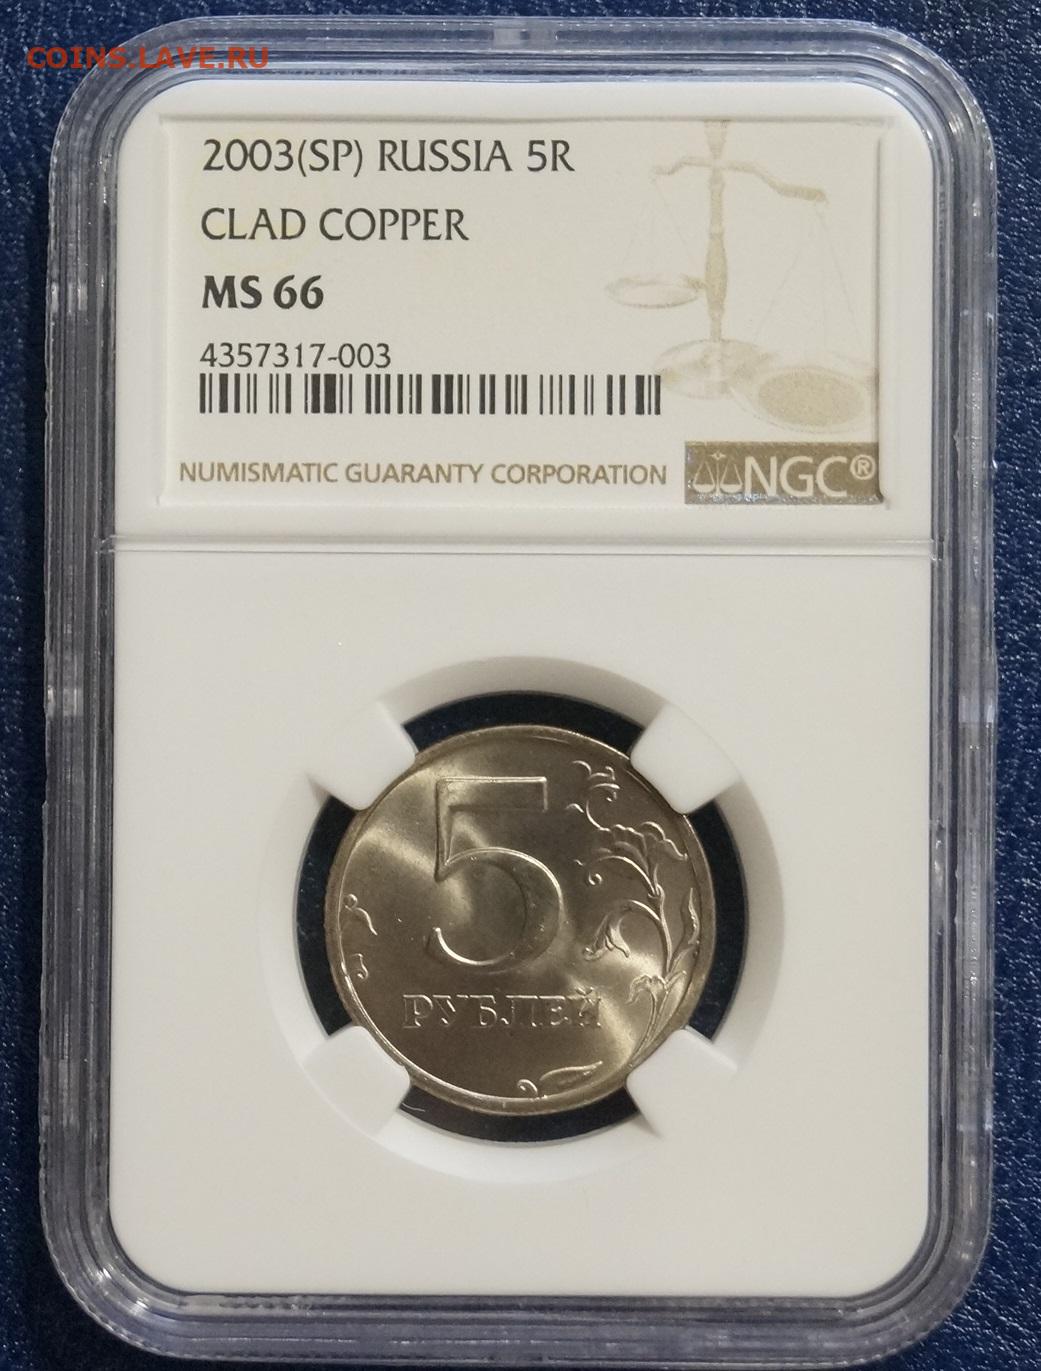 COINS.LAVE.RU
2003(SP) RUSSIA 5R
CLAD COPPER
MS 66
4357317-003
NUMISMATIC GUARANTY CORPORATION
NGC®
5
РУБЛЕЙ